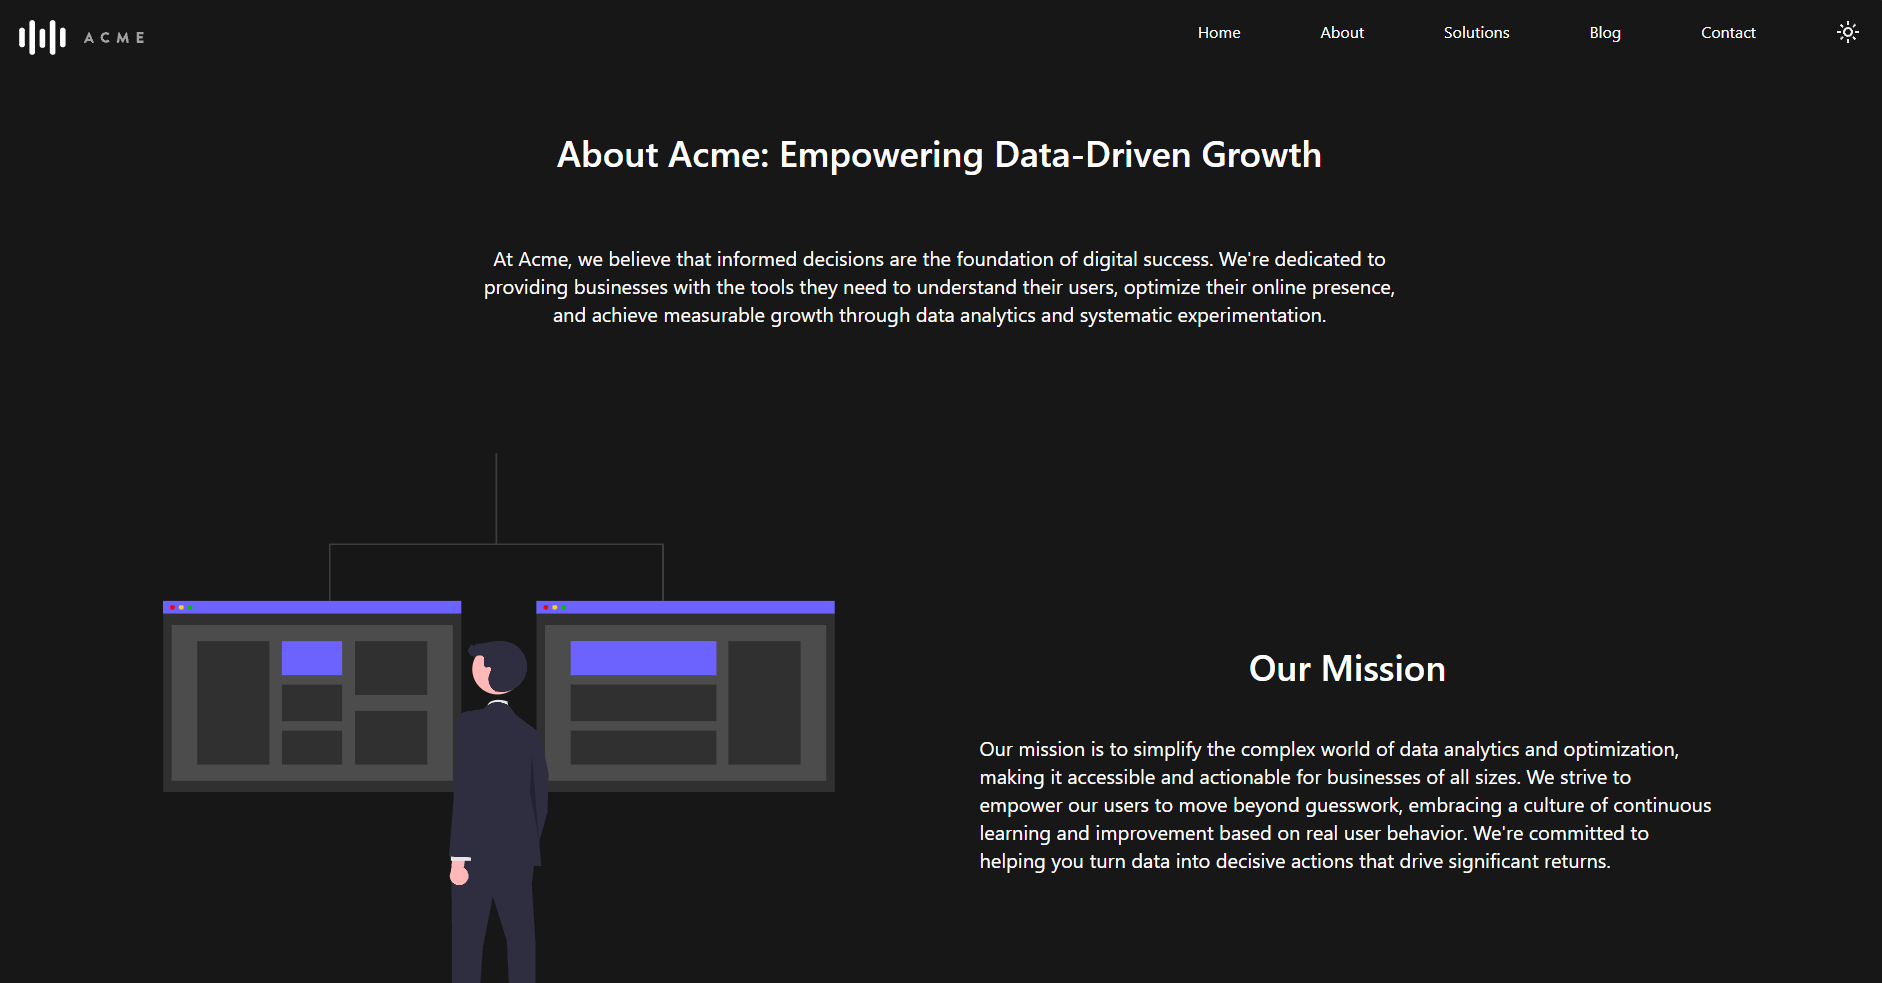 ACME
Home About Solutions Blog Contact
About Acme: Empowering Data-Driven Growth
At Acme, we believe that informed decisions are the foundation of digital success. We're dedicated to
providing businesses with the tools they need to understand their users, optimize their online presence,
and achieve measurable growth through data analytics and systematic experimentation.
Our Mission
Our mission is to simplify the complex world of data analytics and optimization,
making it accessible and actionable for businesses of all sizes. We strive to
empower our users to move beyond guesswork, embracing a culture of continuous
learning and improvement based on real user behavior. We're committed to
helping you turn data into decisive actions that drive significant returns.